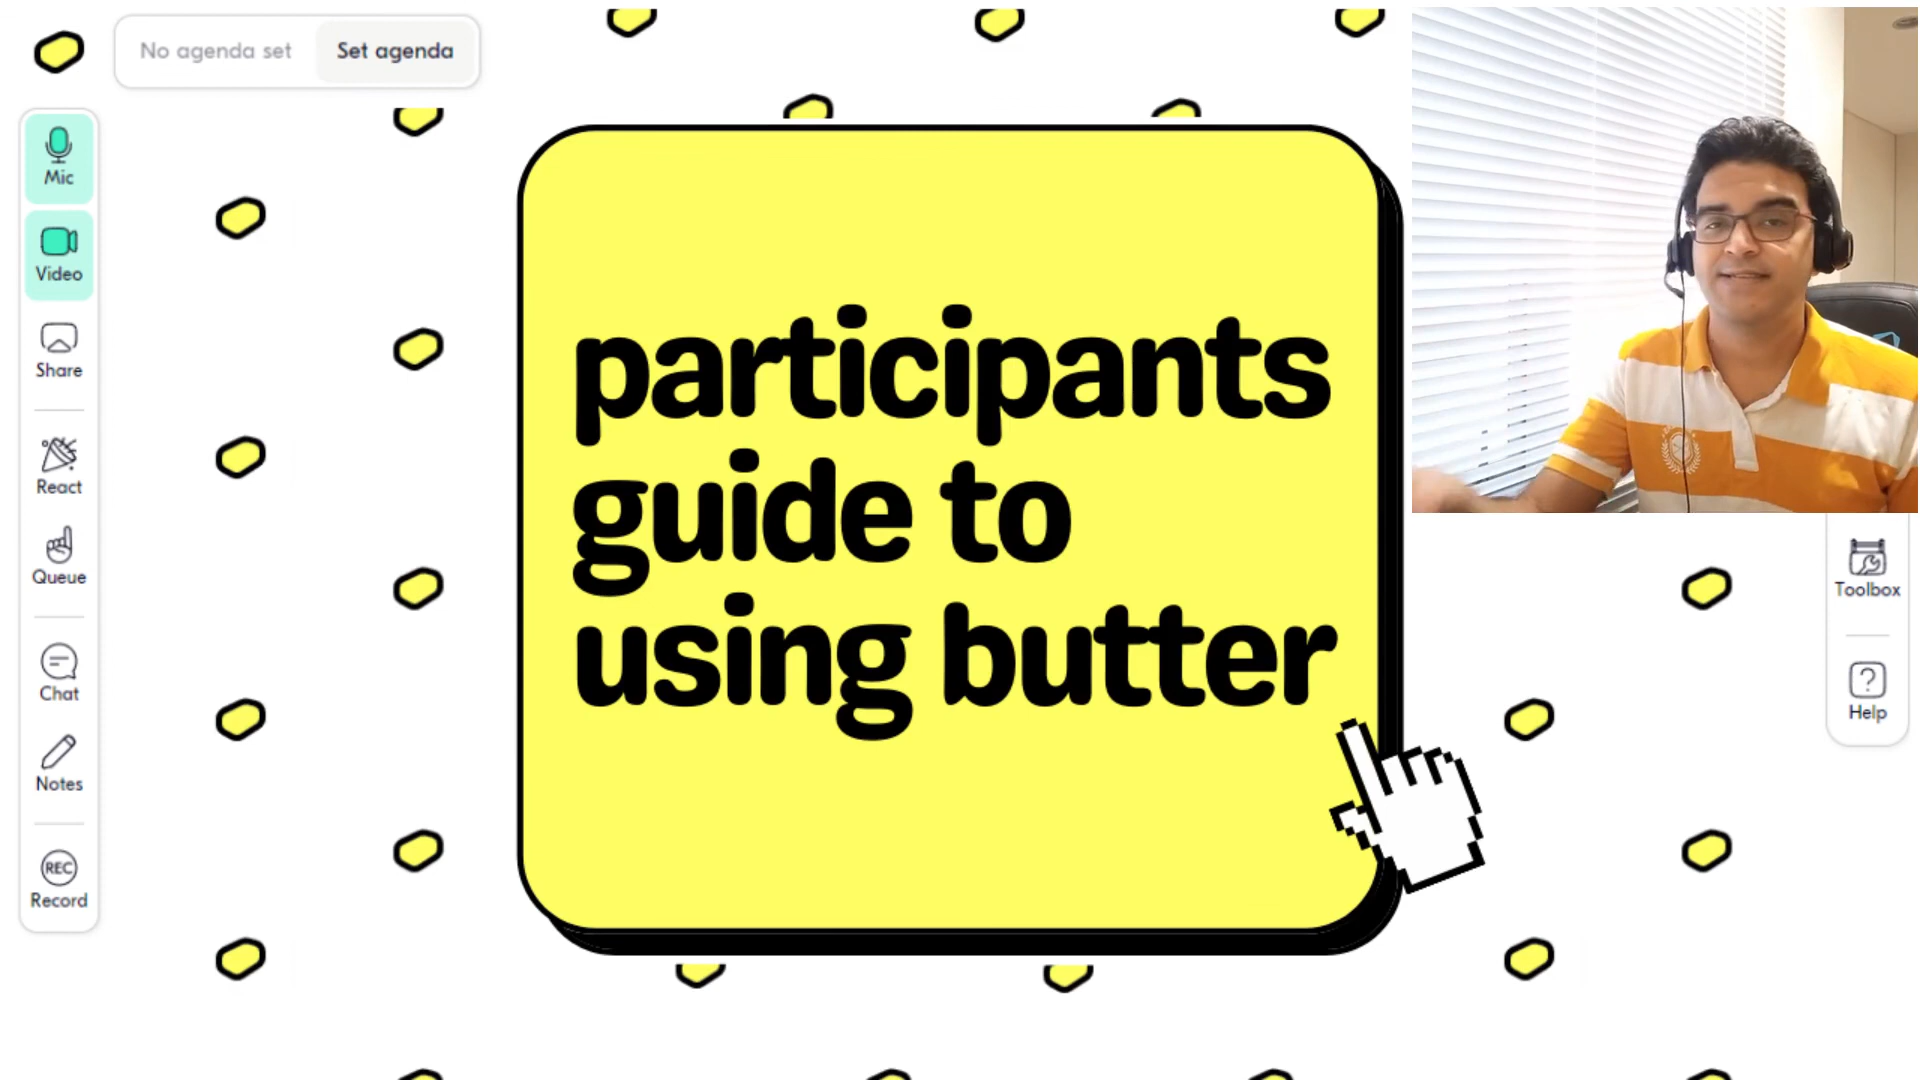 No agenda set
Set agenda
Mic
Video
Share
React
Queue
Chat
Notes
REC
Record
participants
guide to
using butter
Toolbox
?
Help